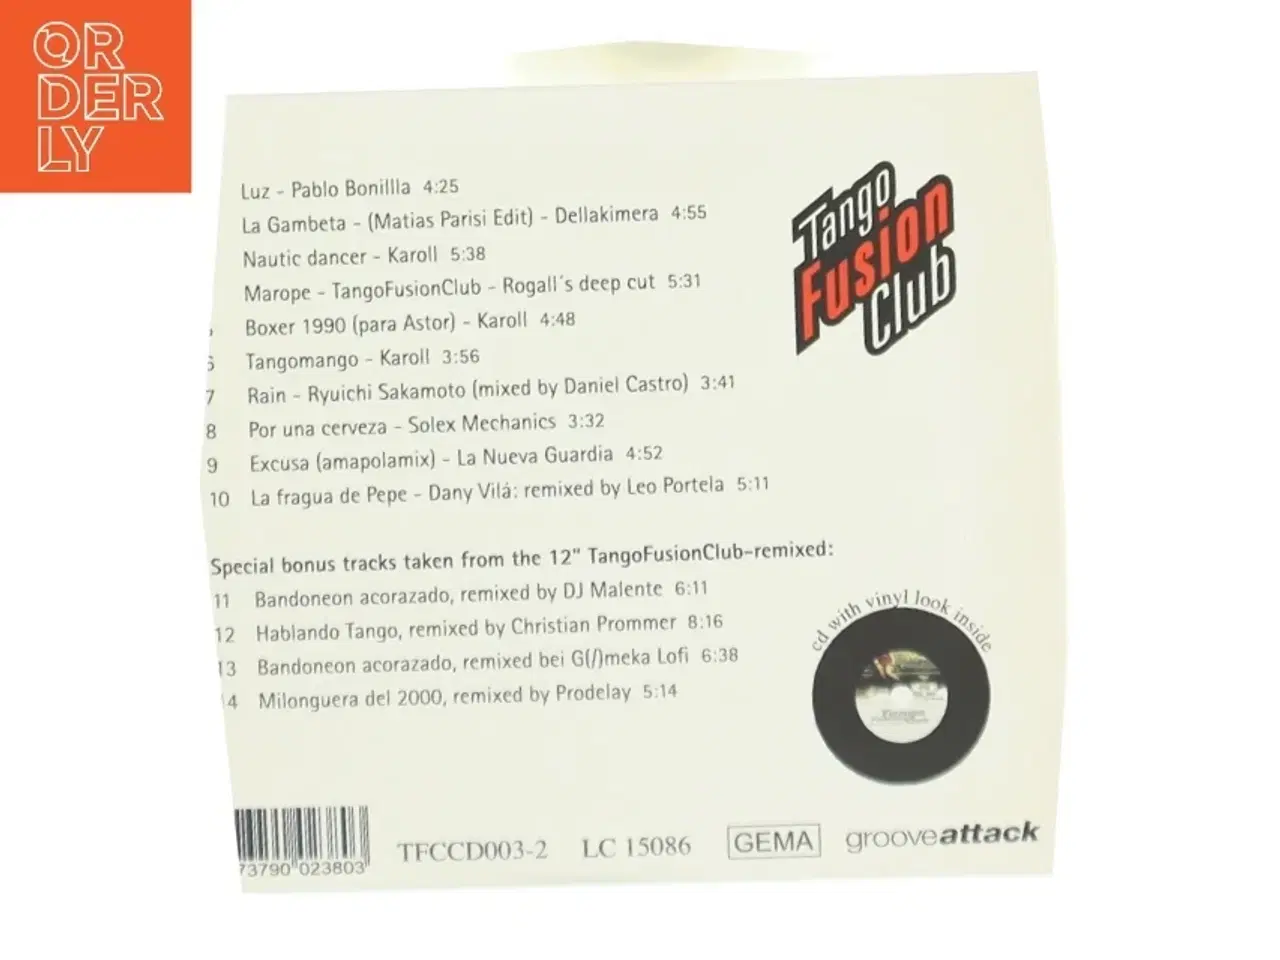 OR
DER
LY
Luz - Pablo Bonillla 4:25
La Gambeta - (Matias Parisi Edit) - Dellakimera 4:55
Nautic dancer - Karoll 5:38
Marope - TangoFusionClub - Rogall´s deep cut 5:31
Boxer 1990 (para Astor) - Karoll 4:48
6 Tangomango - Karoll 3:56
7 Rain - Ryuichi Sakamoto (mixed by Daniel Castro) 3:41
8 Por una cerveza - Solex Mechanics 3:32
9 Excusa (amapolamix) - La Nueva Guardia 4:52
10 La fragua de Pepe - Dany Vilá: remixed by Leo Portela 5:11
Tango
Fusion
Club
Special bonus tracks taken from the 12" TangoFusionClub-remixed:
11 Bandoneon acorazado, remixed by DJ Malente 6:11
12 Hablando Tango, remixed by Christian Prommer 8:16
13 Bandoneon acorazado, remixed bei G(/)meka Lofi 6:38
14 Milonguera del 2000, remixed by Prodelay 5:14
cd with vinyl look inside
73790 023803
TFCCD003-2 LC 15086 GEMA grooveattack